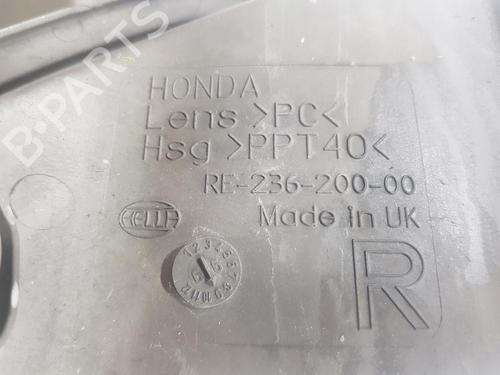 HONDA
Lens >PC<
Hsg >PPT40<
RE-236-200-00
Made in UK
HELLA
R
B-PARTS